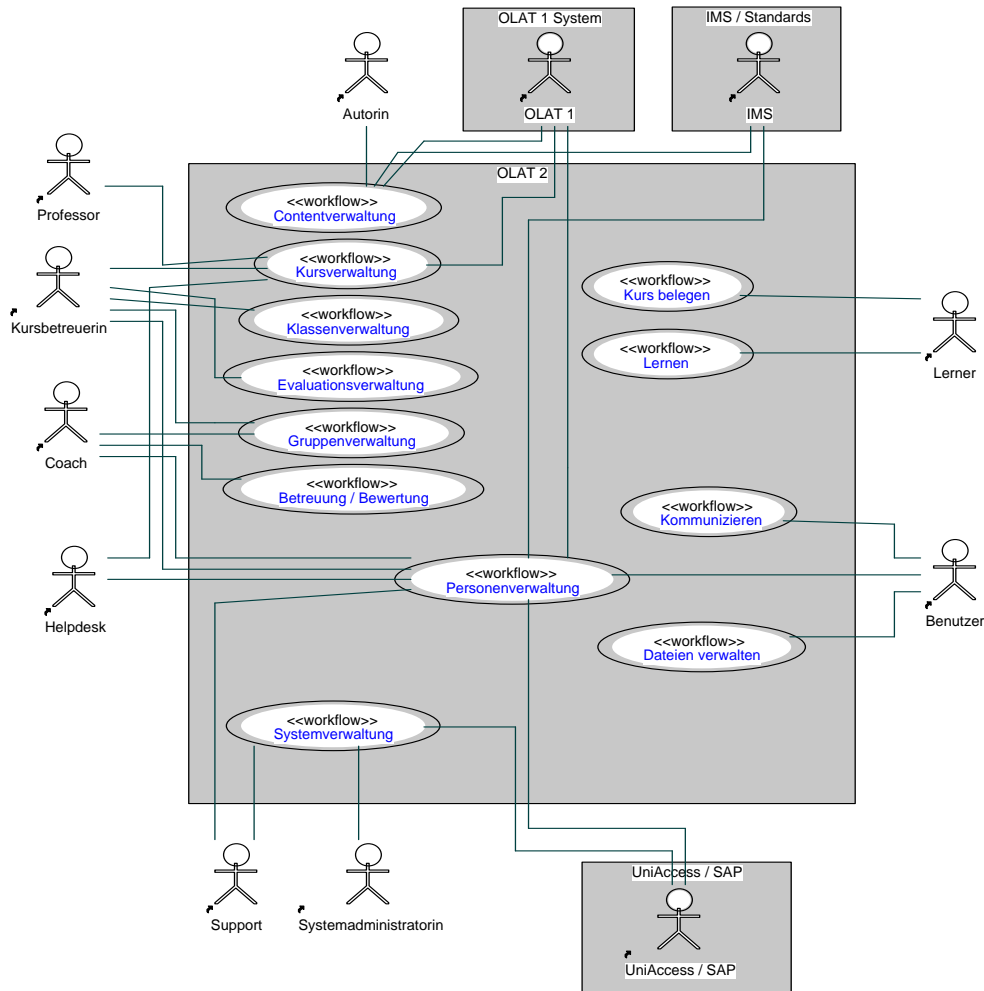 OLAT 1 System
IMS / Standards
Autorin
OLAT 1
IMS
OLAT 2
Professor
<<workflow>>
Contentverwaltung
<<workflow>>
Kursverwaltung
Kursbetreuerin
<<workflow>>
Klassenverwaltung
<<workflow>>
Kurs belegen
<<workflow>>
Evaluationsverwaltung
<<workflow>>
Lernen
Lerner
<<workflow>>
Gruppenverwaltung
Coach
<<workflow>>
Betreuung / Bewertung
<<workflow>>
Kommunizieren
<<workflow>>
Personenverwaltung
Helpdesk
Benutzer
<<workflow>>
Dateien verwalten
<<workflow>>
Systemverwaltung
UniAccess / SAP
Support
Systemadministratorin
UniAccess / SAP